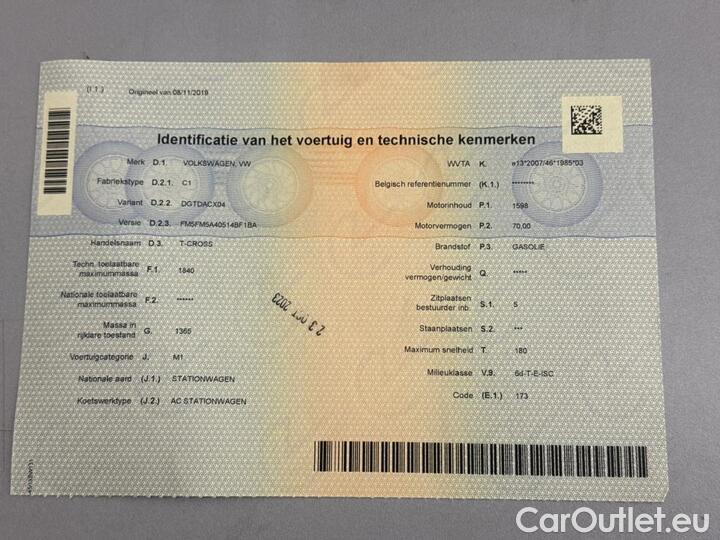 (I.1.) Origineel van 08/11/2019
Identificatie van het voertuig en technische kenmerken
Merk D.1. VOLKSWAGEN, VW
Fabriekstype D.2.1. C1
Variant D.2.2. DGTDACX04
Versie D.2.3. FM5FM5A40514BF1BA
Handelsnaam D.3. T-CROSS
Techn. toelaatbare
maximummassa F.1. 1840
Nationale toelaatbare
maximummassa F.2. ******
Massa in
rijklare toestand G. 1365
Voertuigcategorie J. M1
Nationale aard (J.1.) STATIONWAGEN
Koetswerktype (J.2.) AC STATIONWAGEN
WVTA K. e13*2007/46*1985*03
Belgisch referentienummer (K.1.) ********
Motorinhoud P.1. 1598
Motorvermogen P.2. 70,00
Brandstof P.3. GASOLIE
Verhouding
vermogen/gewicht Q. *****
Zitplaatsen
bestuurder inb. S.1. 5
Staanplaatsen S.2. ***
Maximum snelheid T. 180
Milieuklasse V.9. 6d-T-E-ISC
Code (E.1.) 173
23 OCT 2023
CarOutlet.eu